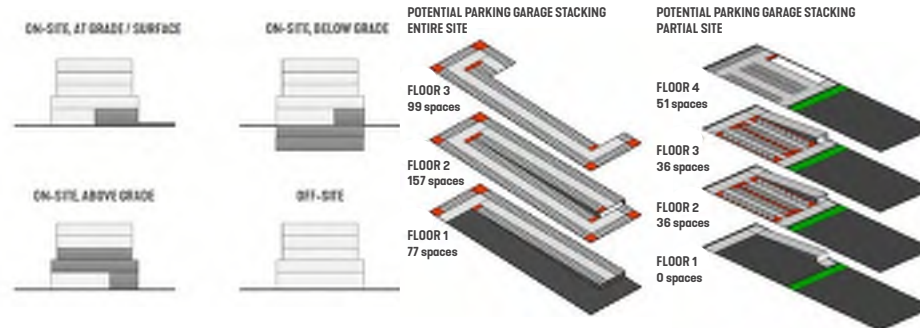 ON-SITE, AT GRADE / SURFACE
ON-SITE, BELOW GRADE
ON-SITE, ABOVE GRADE
OFF-SITE
POTENTIAL PARKING GARAGE STACKING
ENTIRE SITE
FLOOR 3
99 spaces
FLOOR 2
157 spaces
FLOOR 1
77 spaces
POTENTIAL PARKING GARAGE STACKING
PARTIAL SITE
FLOOR 4
51 spaces
FLOOR 3
36 spaces
FLOOR 2
36 spaces
FLOOR 1
0 spaces